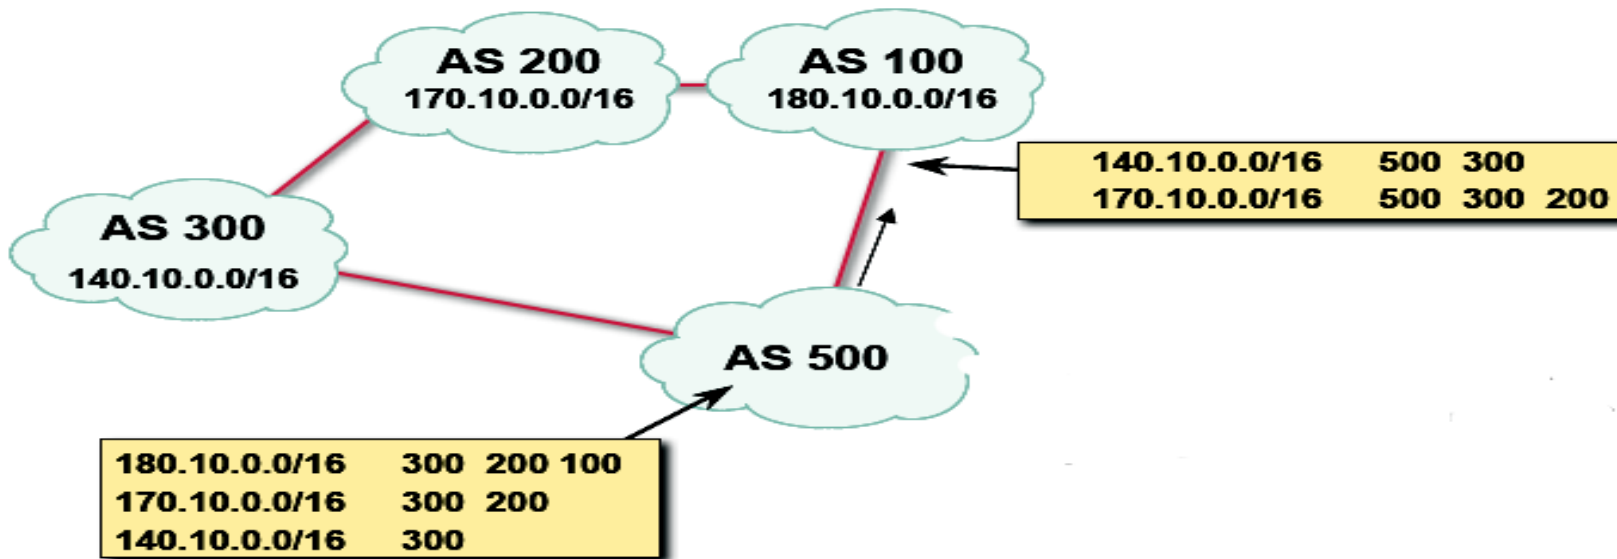 AS 200
170.10.0.0/16
AS 100
180.10.0.0/16
140.10.0.0/16 500 300
170.10.0.0/16 500 300 200
AS 300
140.10.0.0/16
AS 500
180.10.0.0/16 300 200 100
170.10.0.0/16 300 200
140.10.0.0/16 300